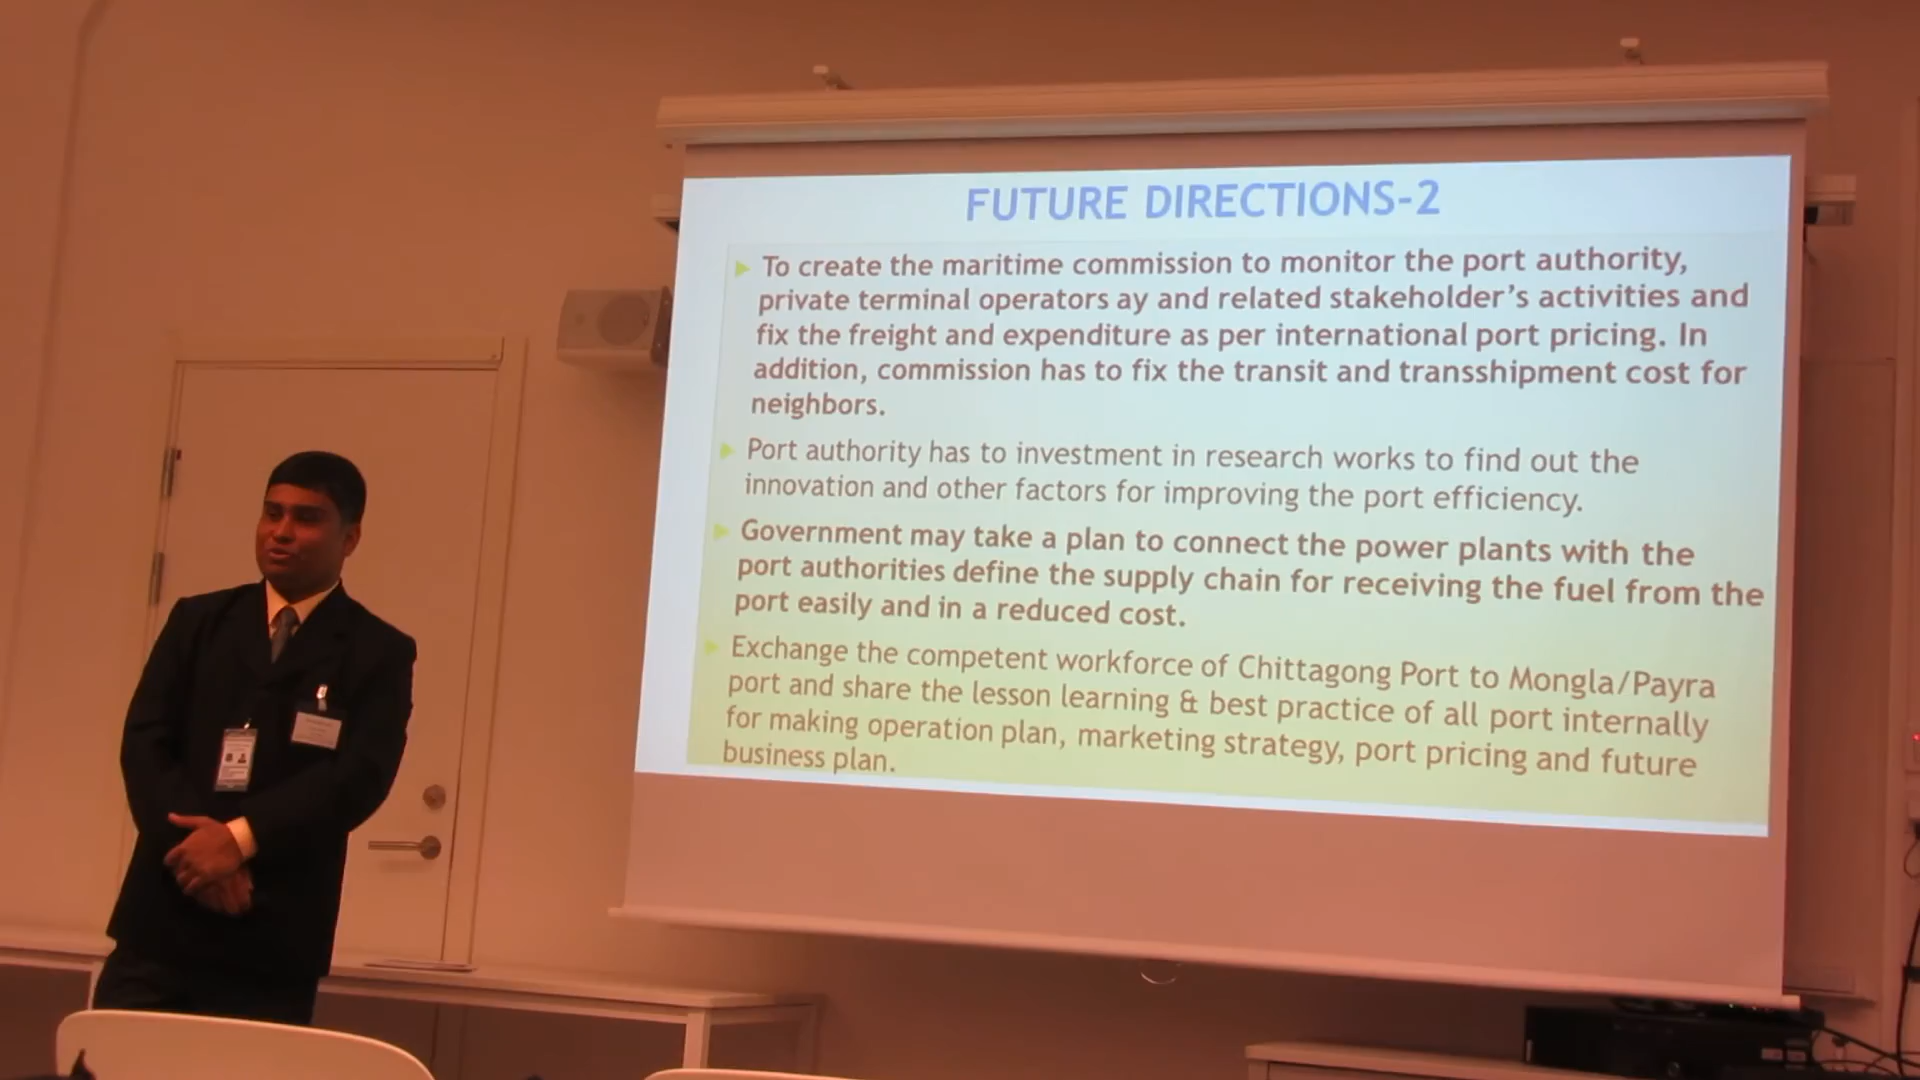 FUTURE DIRECTIONS-2
To create the maritime commission to monitor the port authority,
private terminal operators ay and related stakeholder’s activities and
fix the freight and expenditure as per international port pricing. In
addition, commission has to fix the transit and transshipment cost for
neighbors.
Port authority has to investment in research works to find out the
innovation and other factors for improving the port efficiency.
Government may take a plan to connect the power plants with the
port authorities define the supply chain for receiving the fuel from the
port easily and in a reduced cost.
Exchange the competent workforce of Chittagong Port to Mongla/Payra
port and share the lesson learning & best practice of all port internally
for making operation plan, marketing strategy, port pricing and future
business plan.